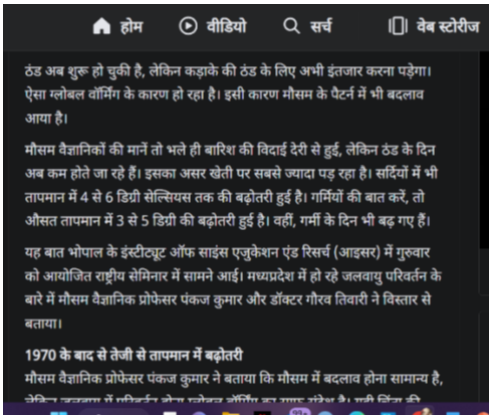 होम वीडियो सर्च वेब स्टोरीज
ठंड अब शुरू हो चुकी है, लेकिन कड़ाके की ठंड के लिए अभी इंतजार करना पड़ेगा।
ऐसा ग्लोबल वॉर्मिंग के कारण हो रहा है। इसी कारण मौसम के पैटर्न में भी बदलाव
आया है।
मौसम वैज्ञानिकों की मानें तो भले ही बारिश की विदाई देरी से हुई, लेकिन ठंड के दिन
अब कम होते जा रहे हैं। इसका असर खेती पर सबसे ज्यादा पड़ रहा है। सर्दियों में भी
तापमान में 4 से 6 डिग्री सेल्सियस तक की बढ़ोतरी हुई है। गर्मियों की बात करें, तो
औसत तापमान में 3 से 5 डिग्री की बढ़ोतरी हुई है। वहीं, गर्मी के दिन भी बढ़ गए हैं।
यह बात भोपाल के इंस्टीट्यूट ऑफ साइंस एजुकेशन एंड रिसर्च (आइसर) में गुरुवार
को आयोजित राष्ट्रीय सेमिनार में सामने आई। मध्यप्रदेश में हो रहे जलवायु परिवर्तन के
बारे में मौसम वैज्ञानिक प्रोफेसर पंकज कुमार और डॉक्टर गौरव तिवारी ने विस्तार से
बताया।
1970 के बाद से तेजी से तापमान में बढ़ोतरी
मौसम वैज्ञानिक प्रोफेसर पंकज कुमार ने बताया कि मौसम में बदलाव होना सामान्य है,